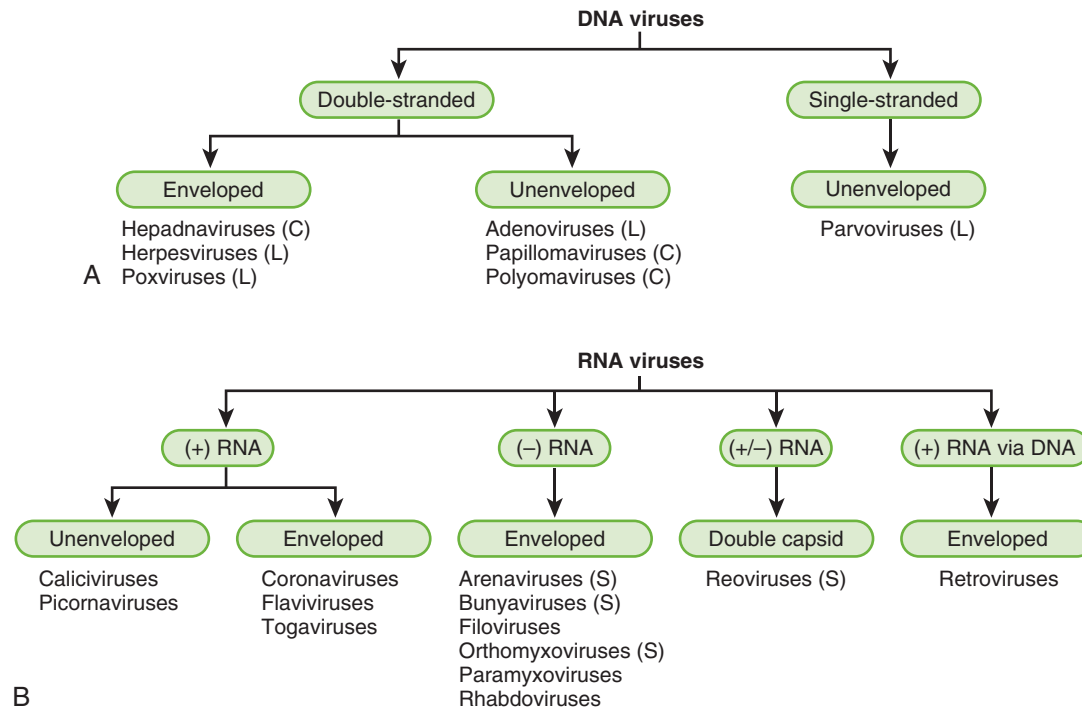 DNA viruses
Double-stranded
Single-stranded
Enveloped
Unenveloped
Unenveloped
Hepadnaviruses (C)
Herpesviruses (L)
Poxviruses (L)
Adenoviruses (L)
Papillomaviruses (C)
Polyomaviruses (C)
Parvoviruses (L)
A
RNA viruses
(+) RNA
(–) RNA
(+/–) RNA
(+) RNA via DNA
Unenveloped
Enveloped
Enveloped
Double capsid
Enveloped
Caliciviruses
Picornaviruses
Coronaviruses
Flaviviruses
Togaviruses
Arenaviruses (S)
Bunyaviruses (S)
Filoviruses
Orthomyxoviruses (S)
Paramyxoviruses
Rhabdoviruses
Reoviruses (S)
Retroviruses
B